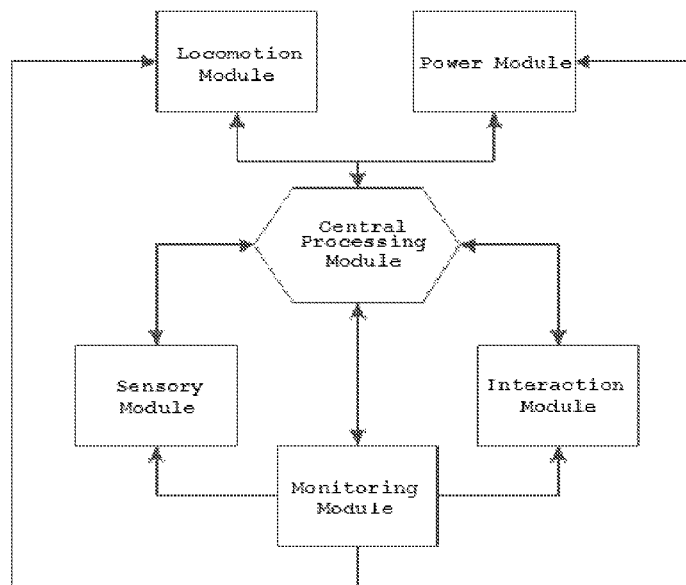 Locomotion
Module
Power Module
Central
Processing
Module
Sensory
Module
Interaction
Module
Monitoring
Module